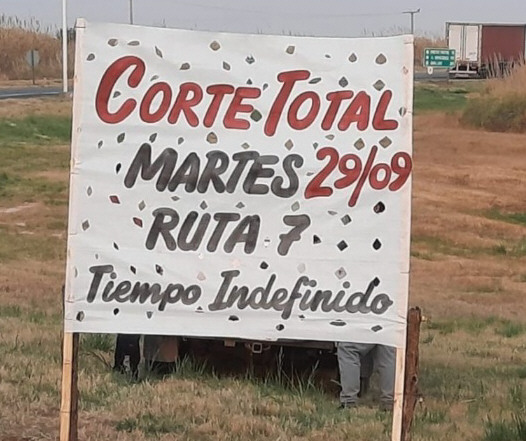 CORTE TOTAL
MARTES 29/09
RUTA 7
Tiempo Indefinido